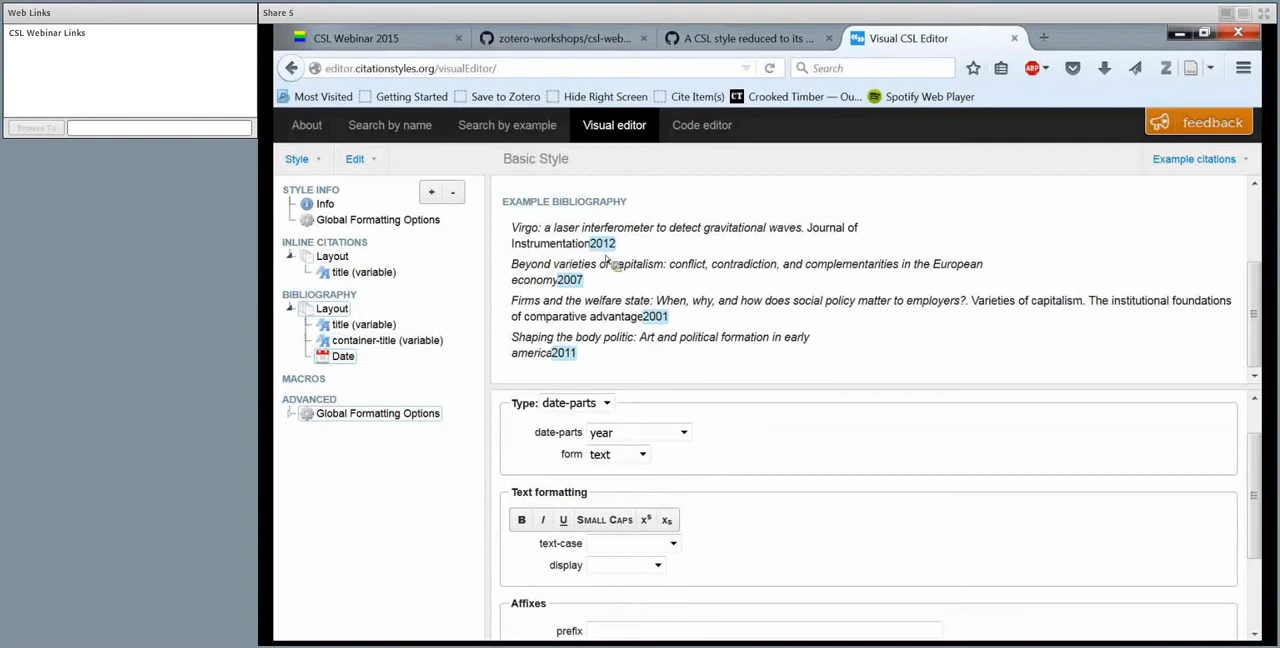 Web Links
Share 5
CSL Webinar Links
Browse To
CSL Webinar 2015
zotero-workshops/csl-web...
A CSL style reduced to its ...
Visual CSL Editor
editor.citationstyles.org/visualEditor/
Search
ABP
Z
Most Visited
Getting Started
Save to Zotero
Hide Right Screen
Cite Item(s)
CT Crooked Timber — Ou...
Spotify Web Player
About
Search by name
Search by example
Visual editor
Code editor
feedback
Style
Edit
Basic Style
Example citations
STYLE INFO
+ -
Info
Global Formatting Options
INLINE CITATIONS
Layout
title (variable)
BIBLIOGRAPHY
Layout
title (variable)
container-title (variable)
Date
MACROS
ADVANCED
Global Formatting Options
EXAMPLE BIBLIOGRAPHY
Virgo: a laser interferometer to detect gravitational waves. Journal of
Instrumentation2012
Beyond varieties of capitalism: conflict, contradiction, and complementarities in the European
economy2007
Firms and the welfare state: When, why, and how does social policy matter to employers?. Varieties of capitalism. The institutional foundations
of comparative advantage2001
Shaping the body politic: Art and political formation in early
america2011
Type: date-parts
date-parts year
form text
Text formatting
B I U SMALL CAPS x^s x_s
text-case
display
Affixes
prefix